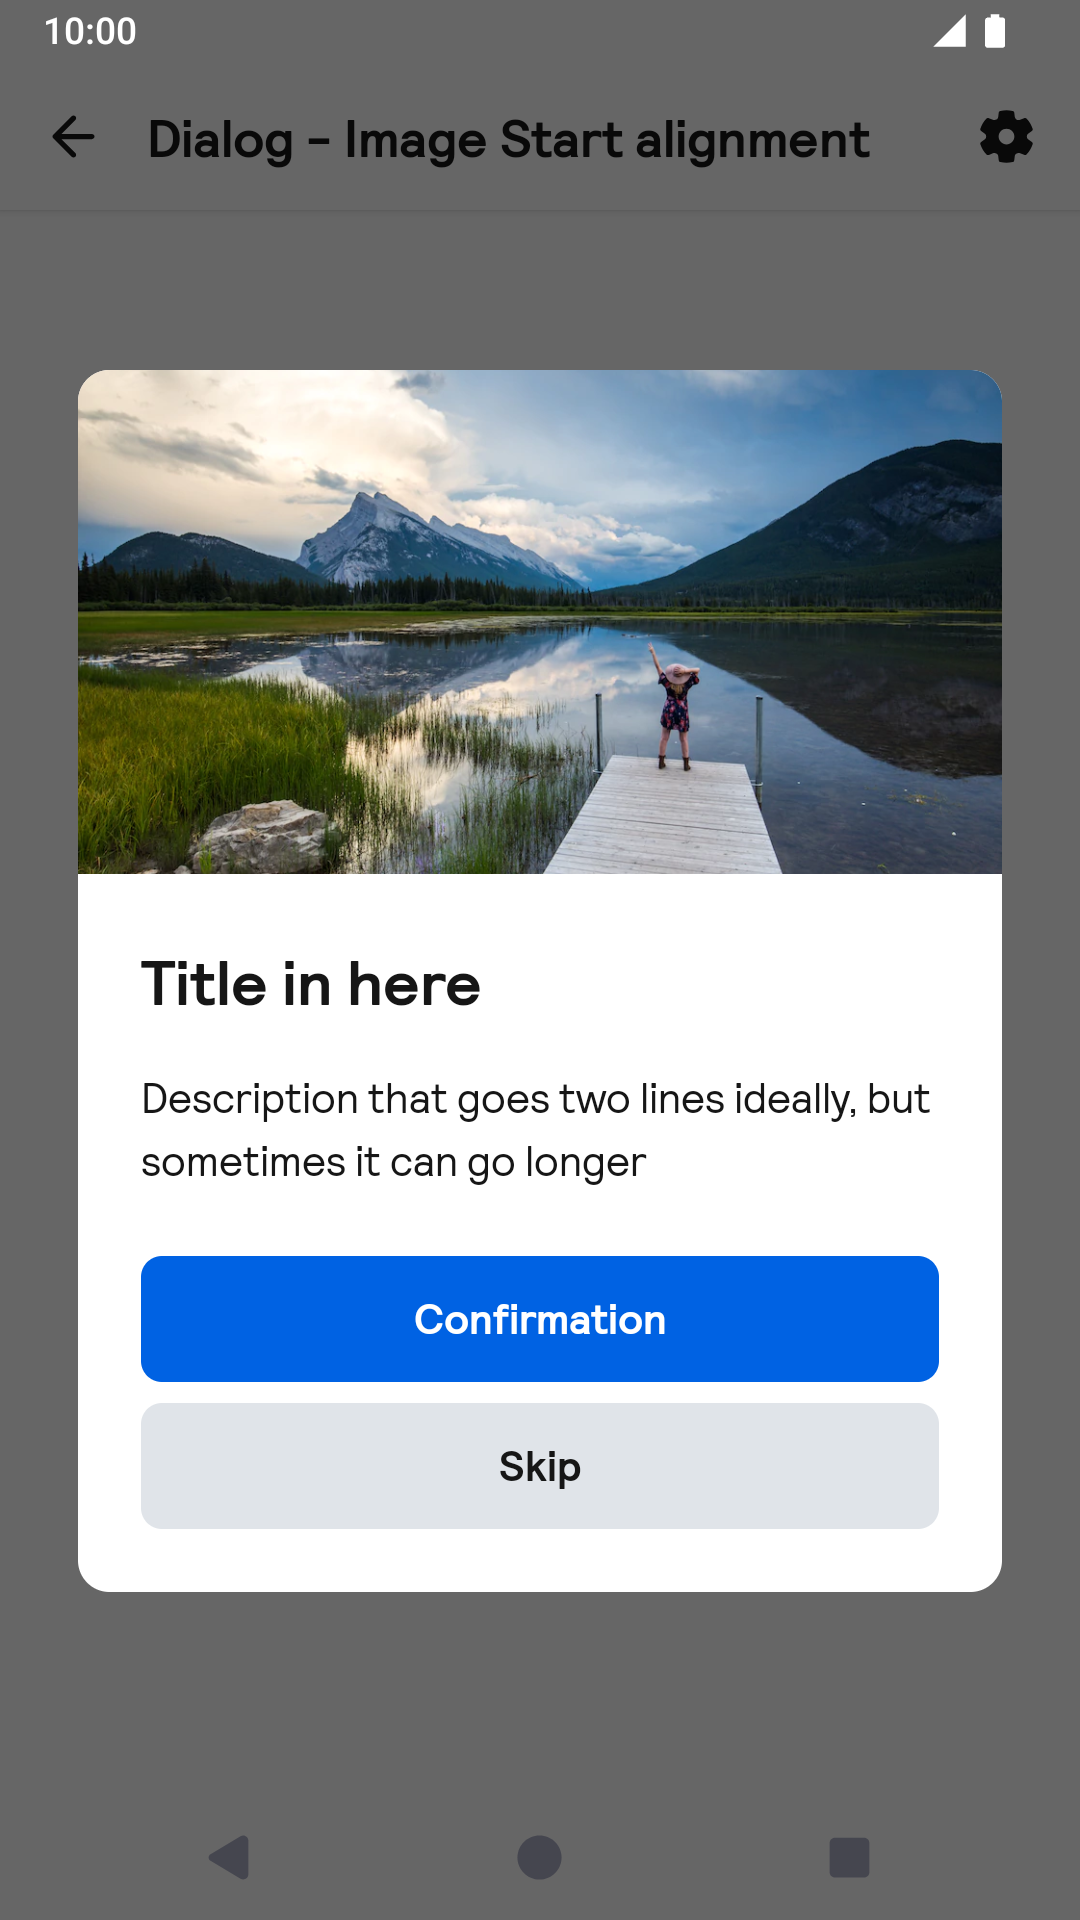 10:00
Dialog - Image Start alignment
Title in here
Description that goes two lines ideally, but
sometimes it can go longer
Confirmation
Skip